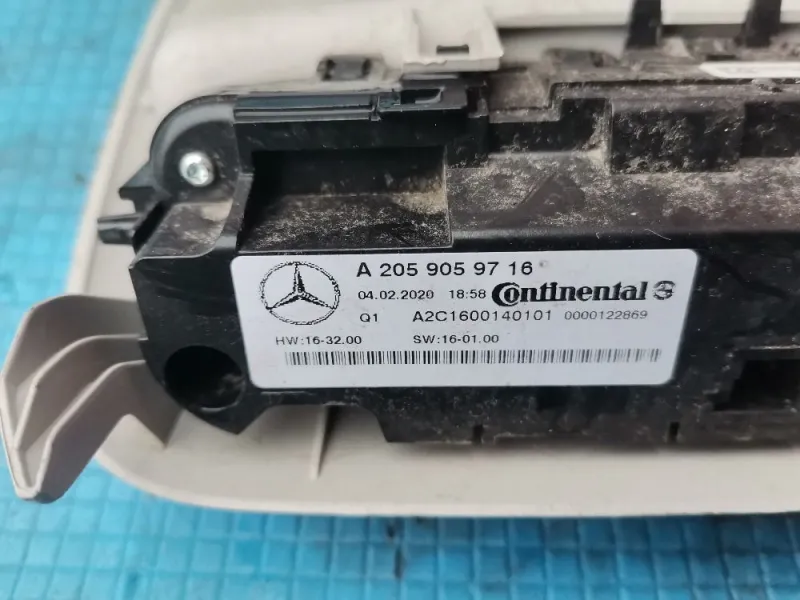 A 205 905 97 16
04.02.2020 18:58 Continental
Q1 A2C1600140101 0000122869
HW:16-32.00 SW:16-01.00